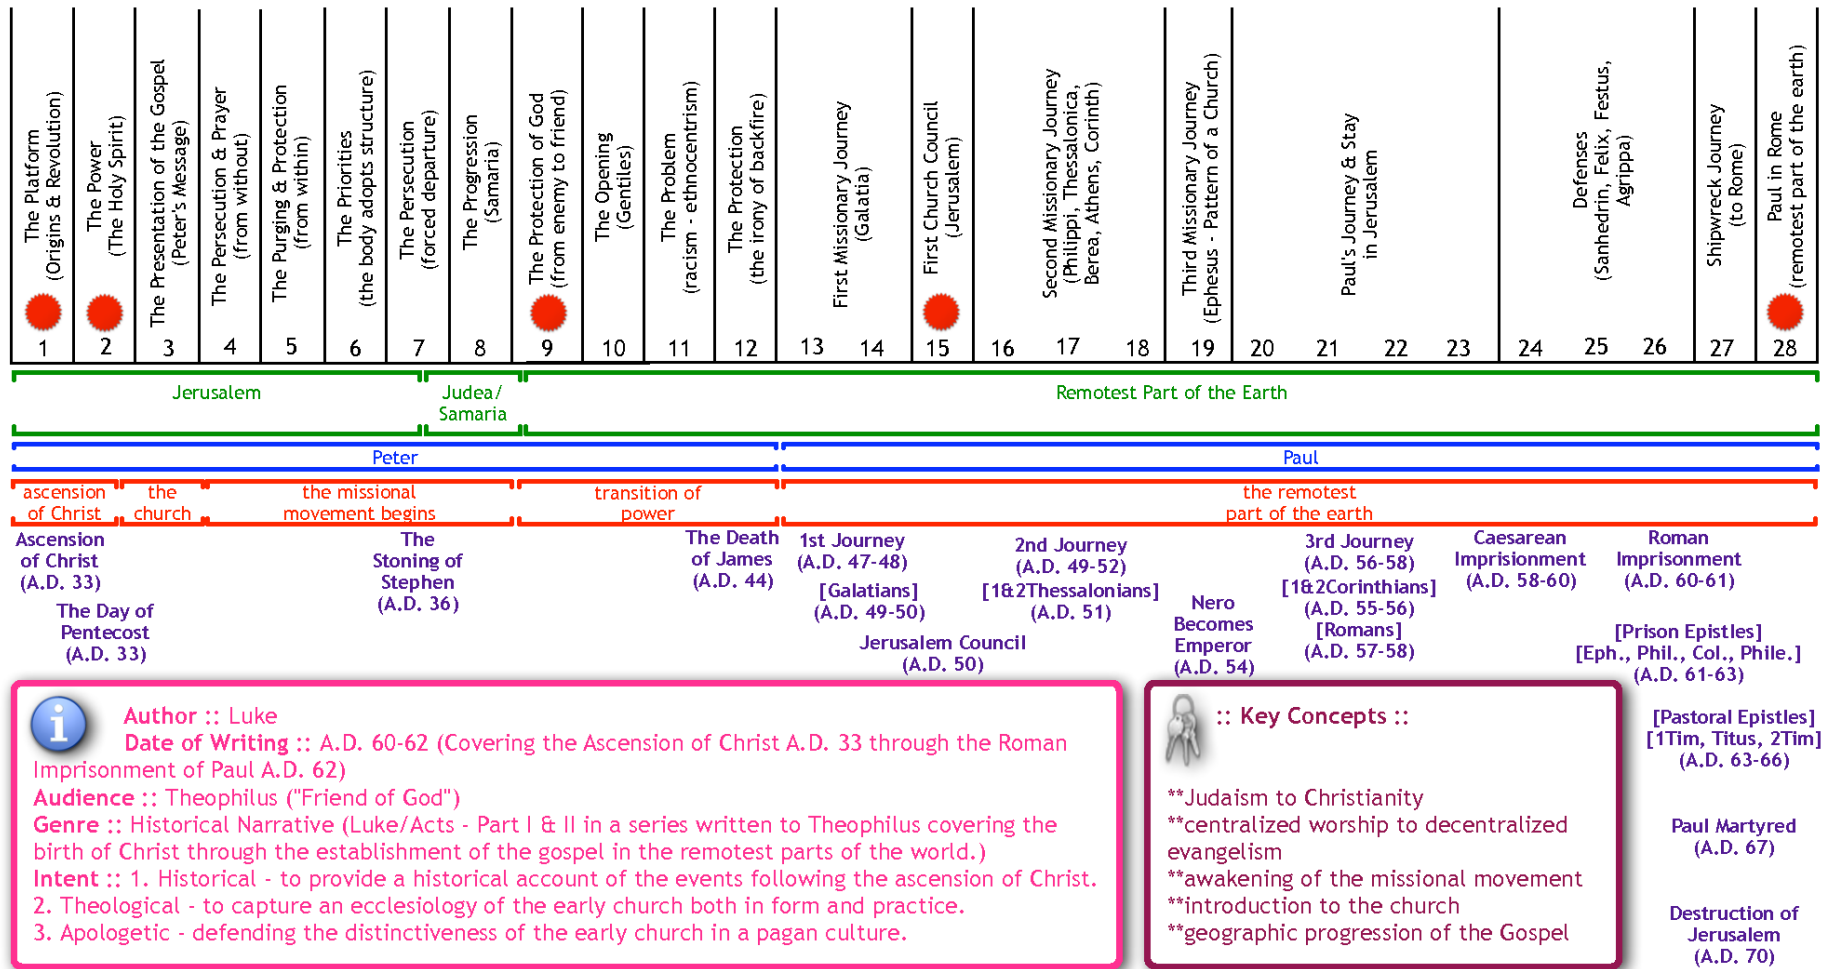 The Platform
(Origins & Revolution)
The Power
(The Holy Spirit)
The Presentation of the Gospel
(Peter's Message)
The Persecution & Prayer
(from without)
The Purging & Protection
(from within)
The Priorities
(the body adopts structure)
The Persecution
(forced departure)
The Progression
(Samaria)
The Protection of God
(from enemy to friend)
The Opening
(Gentiles)
The Problem
(racism - ethnocentrism)
The Protection
(the irony of backfire)
First Missionary Journey
(Galatia)
First Church Council
(Jerusalem)
Second Missionary Journey
(Philippi, Thessalonica,
Berea, Athens, Corinth)
Third Missionary Journey
(Ephesus - Pattern of a Church)
Paul's Journey & Stay
in Jerusalem
Defenses
(Sanhedrin, Felix, Festus,
Agrippa)
Shipwreck Journey
(to Rome)
Paul in Rome
(remotest part of the earth)
1 2 3 4 5 6 7 8 9 10 11 12 13 14 15 16 17 18 19 20 21 22 23 24 25 26 27 28
Jerusalem
Judea/
Samaria
Remotest Part of the Earth
Peter
Paul
ascension
of Christ
the
church
the missional
movement begins
transition of
power
the remotest
part of the earth
Ascension
of Christ
(A.D. 33)
The Day of
Pentecost
(A.D. 33)
The
Stoning of
Stephen
(A.D. 36)
The Death
of James
(A.D. 44)
1st Journey
(A.D. 47-48)
[Galatians]
(A.D. 49-50)
Jerusalem Council
(A.D. 50)
2nd Journey
(A.D. 49-52)
[1&2Thessalonians]
(A.D. 51)
Nero
Becomes
Emperor
(A.D. 54)
3rd Journey
(A.D. 56-58)
[1&2Corinthians]
(A.D. 55-56)
[Romans]
(A.D. 57-58)
Caesarean
Imprisionment
(A.D. 58-60)
Roman
Imprisonment
(A.D. 60-61)
[Prison Epistles]
[Eph., Phil., Col., Phile.]
(A.D. 61-63)
[Pastoral Epistles]
[1Tim, Titus, 2Tim]
(A.D. 63-66)
Paul Martyred
(A.D. 67)
Destruction of
Jerusalem
(A.D. 70)
i
Author :: Luke
Date of Writing :: A.D. 60-62 (Covering the Ascension of Christ A.D. 33 through the Roman
Imprisonment of Paul A.D. 62)
Audience :: Theophilus ("Friend of God")
Genre :: Historical Narrative (Luke/Acts - Part I & II in a series written to Theophilus covering the
birth of Christ through the establishment of the gospel in the remotest parts of the world.)
Intent :: 1. Historical - to provide a historical account of the events following the ascension of Christ.
2. Theological - to capture an ecclesiology of the early church both in form and practice.
3. Apologetic - defending the distinctiveness of the early church in a pagan culture.
:: Key Concepts ::
**Judaism to Christianity
**centralized worship to decentralized
evangelism
**awakening of the missional movement
**introduction to the church
**geographic progression of the Gospel